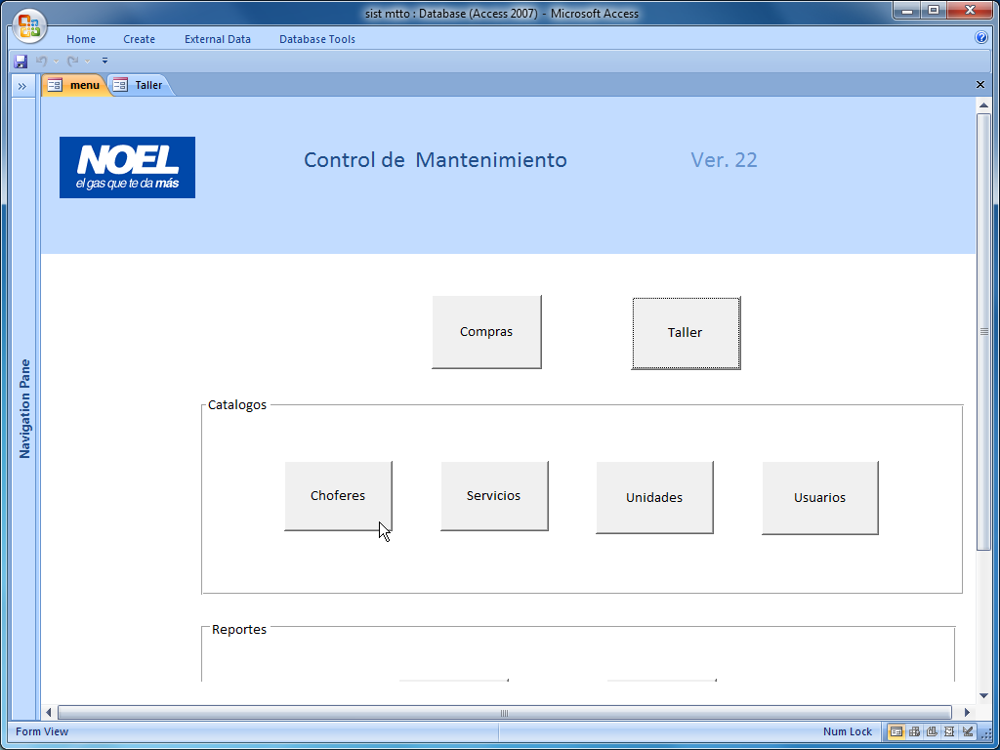 sist mtto : Database (Access 2007) - Microsoft Access
Home Create External Data Database Tools
menu Taller
NOEL
el gas que te da más
Control de Mantenimiento Ver. 22
Navigation Pane
Compras Taller
Catalogos
Choferes Servicios Unidades Usuarios
Reportes
Form View Num Lock